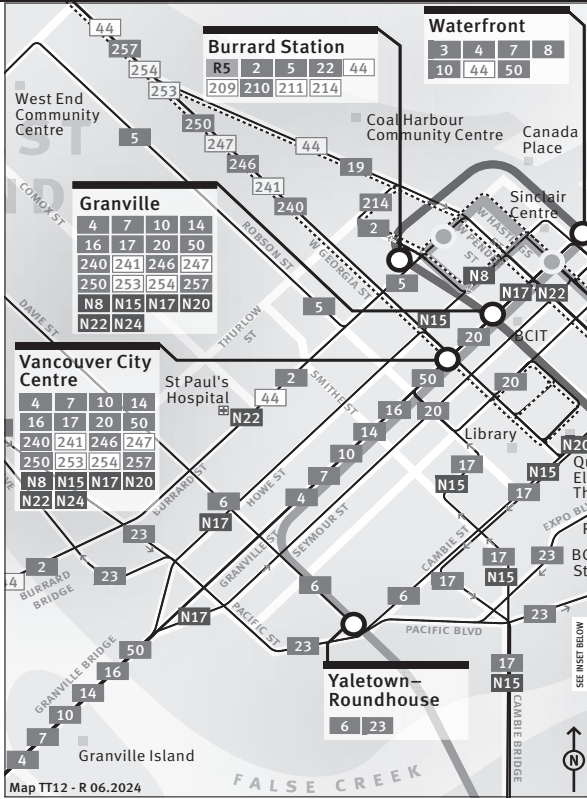 44
257
254
253
250
247
246
241
240
44
19
214
2
5
Burrard Station
R5 2 5 22 44
209 210 211 214
Waterfront
3 4 7 8
10 44 50
West End
Community
Centre
Coal Harbour
Community Centre
Canada
Place
Sinclair
Centre
COMOX ST
ROBSON ST
W GEORGIA ST
DAVIE ST
THURLOW
ST
Granville
4 7 10 14
16 17 20 50
240 241 246 247
250 253 254 257
N8 N15 N17 N20
N22 N24
5
N8
N17
N22
N15
20
BCIT
5
Vancouver City
Centre
4 7 10 14
16 17 20 50
240 241 246 247
250 253 254 257
N8 N15 N17 N20
N22 N24
St Paul's
Hospital
2
44
N22
SMITHE ST
50
16
20
14
10
7
4
20
Library
17
N15
N15
17
6
N17
BURRARD ST
HOWE ST
GRANVILLE ST
SEYMOUR ST
CAMBIE ST
EXPO
23
2
23
BURRARD
BRIDGE
N17
PACIFIC ST
6
6
23
17
17
N15
23
23
PACIFIC BLVD
SEE INSET BELOW
17
N15
CAMBIE BRIDGE
GRANVILLE BRIDGE
50
16
14
10
7
4
Yaletown–
Roundhouse
6 23
Granville Island
FALSE CREEK
N
Map TT12 - R 06.2024